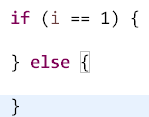 if (i == 1) {
} else {
}